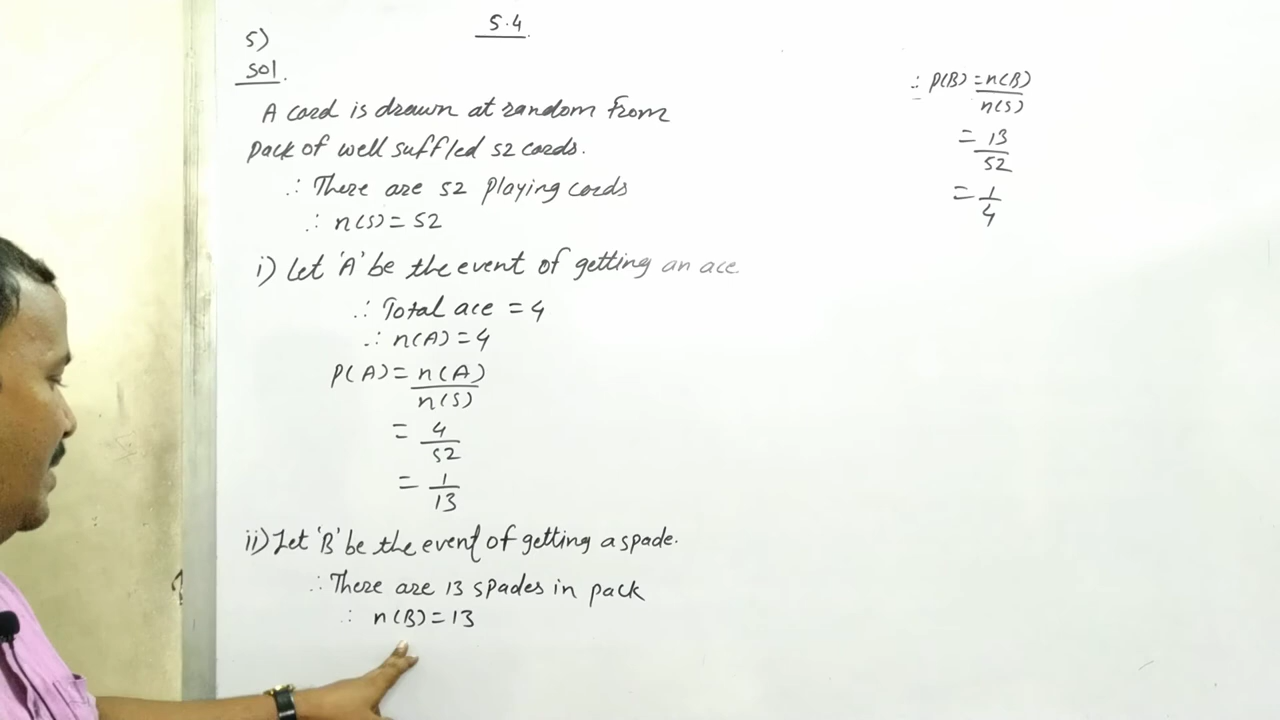 5.4
5)
Sol.
A card is drawn at random from
pack of well suffled 52 cards.
∴ There are 52 playing cards
∴ n(S) = 52
i) Let 'A' be the event of getting an ace.
∴ Total ace = 4
∴ n(A) = 4
P(A) = n(A)
n(S)
= 4
52
= 1
13
ii) Let 'B' be the event of getting a spade.
∴ There are 13 spades in pack
∴ n(B) = 13
∴ P(B) = n(B)
n(S)
= 13
52
= 1
4